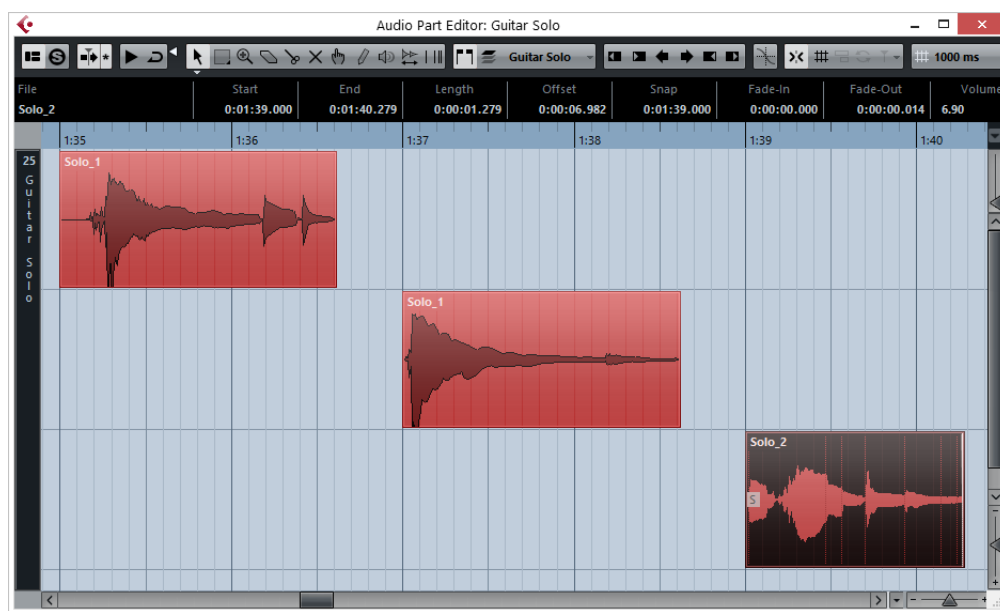 Audio Part Editor: Guitar Solo
Guitar Solo 1000 ms
File Start End Length Offset Snap Fade-In Fade-Out Volume
Solo_2 0:01:39.000 0:01:40.279 0:00:01.279 0:00:06.982 0:01:39.000 0:00:00.000 0:00:00.014 6.90
1:35 1:36 1:37 1:38 1:39 1:40
25
Guitar Solo
Solo_1
Solo_1
Solo_2
S